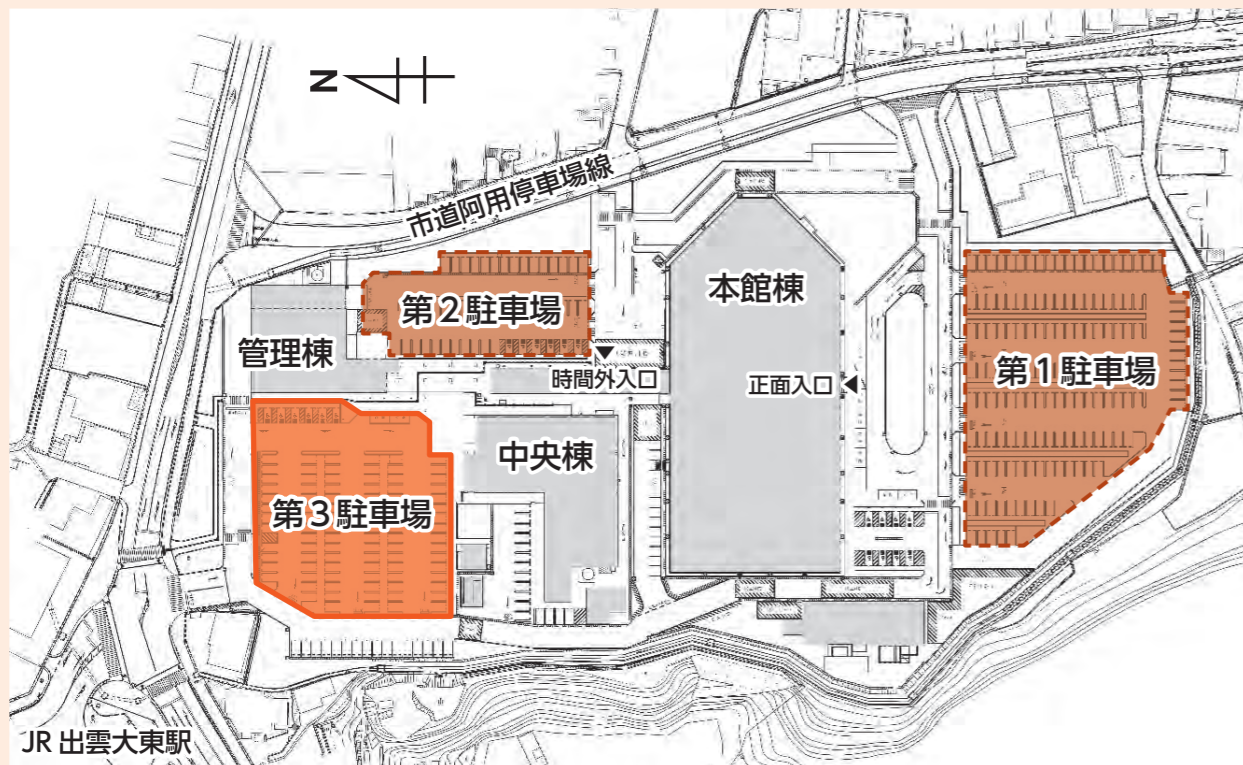 N
市道阿用停車場線
第2駐車場
本館棟
管理棟
時間外入口
正面入口
第1駐車場
中央棟
第3駐車場
JR 出雲大東駅